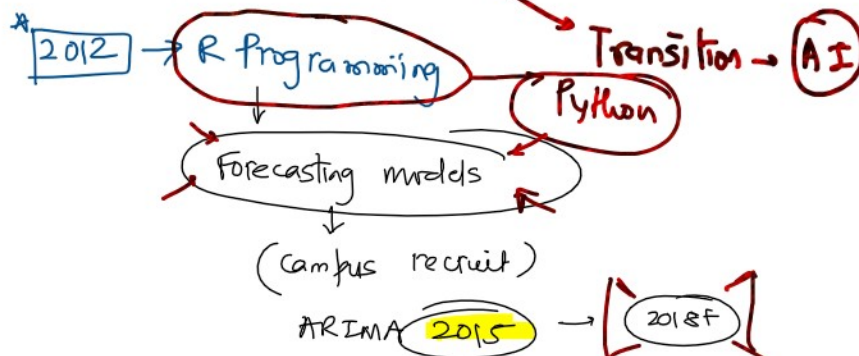 2012 → R Programming
Transition → AI
Python
Forecasting models
(campus recruit)
ARIMA 2015 → [2018F]